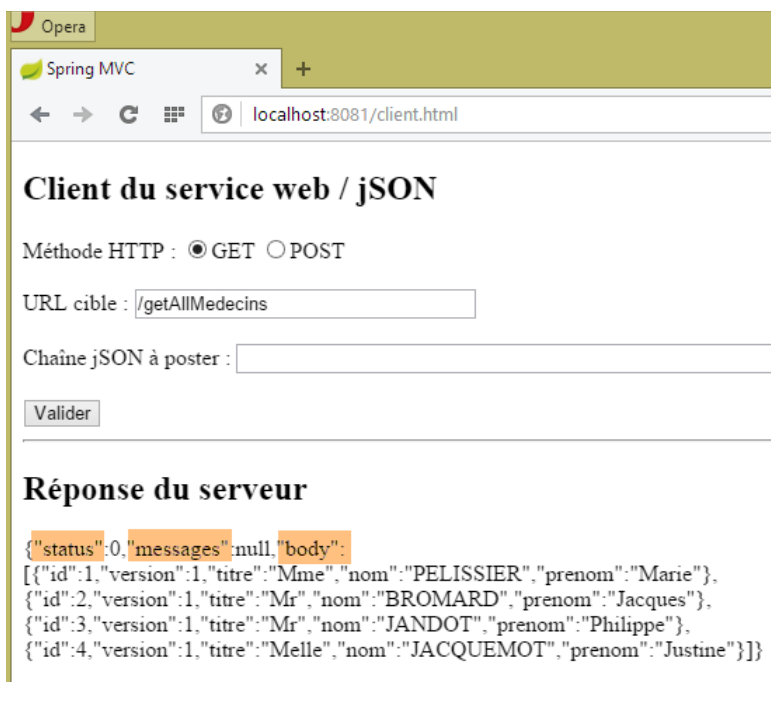 Opera
Spring MVC
localhost:8081/client.html
Client du service web / jSON
Méthode HTTP : GET POST
URL cible : /getAllMedecins
Chaîne jSON à poster :
Valider
Réponse du serveur
{"status":0,"messages":null,"body":
[{"id":1,"version":1,"titre":"Mme","nom":"PELISSIER","prenom":"Marie"},
{"id":2,"version":1,"titre":"Mr","nom":"BROMARD","prenom":"Jacques"},
{"id":3,"version":1,"titre":"Mr","nom":"JANDOT","prenom":"Philippe"},
{"id":4,"version":1,"titre":"Melle","nom":"JACQUEMOT","prenom":"Justine"}]}